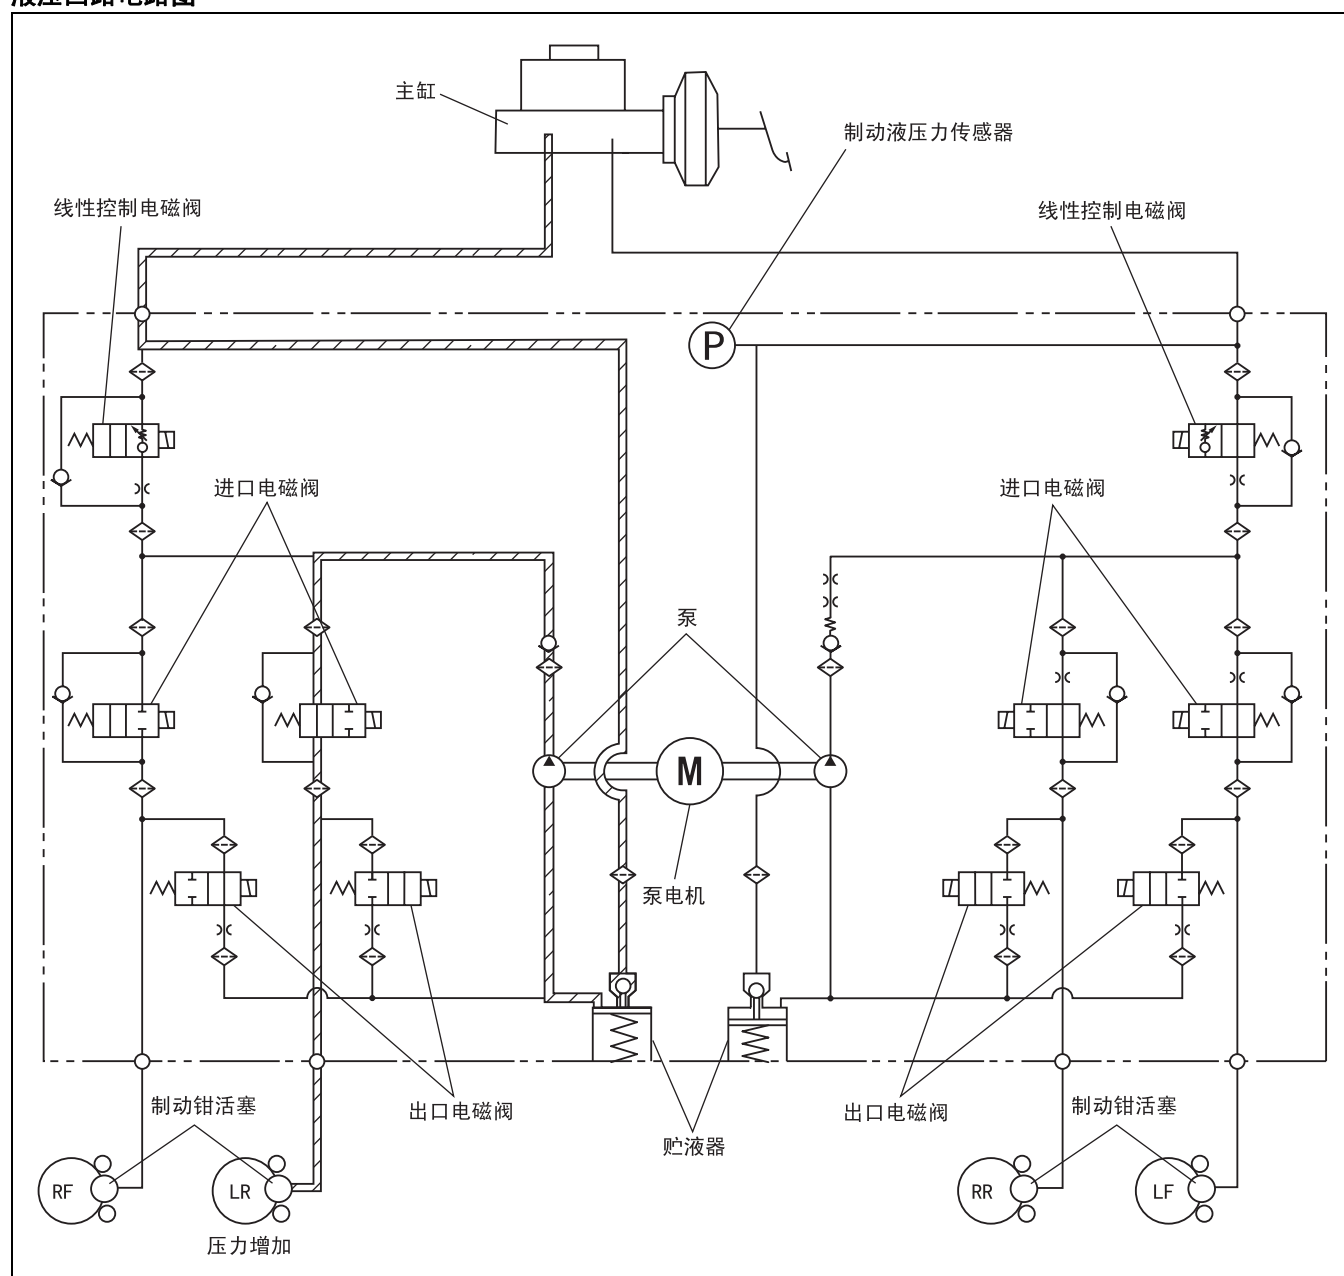 液压回路电路图
主缸
制动液压力传感器
线性控制电磁阀
线性控制电磁阀
P
进口电磁阀
进口电磁阀
泵
M
泵电机
制动钳活塞
出口电磁阀
出口电磁阀
制动钳活塞
贮液器
RF
LR
RR
LF
压力增加